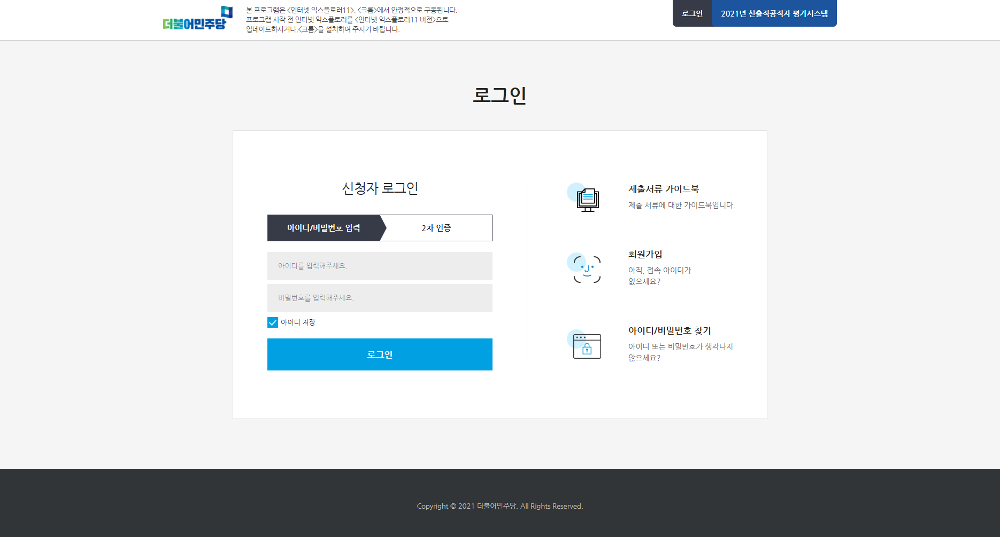 더불어민주당
본 프로그램은 <인터넷 익스플로러11>, <크롬>에서 안정적으로 구동됩니다.
프로그램 시작 전 인터넷 익스플로러를 <인터넷 익스플로러11 버전>으로
업데이트하시거나,<크롬>을 설치하여 주시기 바랍니다.
로그인
2021년 선출직공직자 평가시스템
로그인
신청자 로그인
아이디/비밀번호 입력
2차 인증
아이디를 입력해주세요.
비밀번호를 입력해주세요.
아이디 저장
로그인
제출서류 가이드북
제출 서류에 대한 가이드북입니다.
회원가입
아직, 접속 아이디가
없으세요?
아이디/비밀번호 찾기
아이디 또는 비밀번호가 생각나지
않으세요?
Copyright © 2021 더불어민주당. All Rights Reserved.